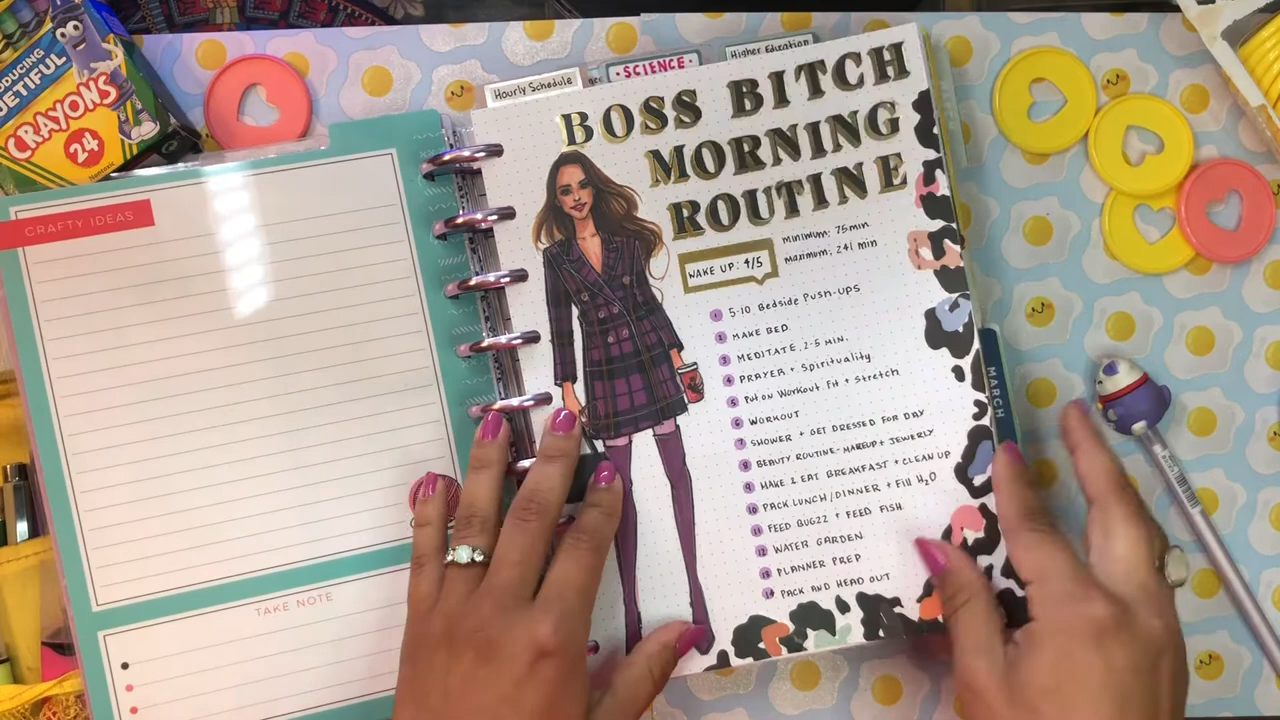 CRAYONS
24
CRAFTY IDEAS
TAKE NOTE
Hourly Schedule
SCIENCE
Higher Education
BOSS BITCH
MORNING
ROUTINE
WAKE UP: 4/5
minimum: 75min
maximum: 241 min
1 5-10 Bedside Push-ups
2 MAKE BED
3 MEDITATE, 2-5 MIN.
4 PRAYER + Spirituality
5 Put on Workout Fit + Stretch
6 WORKOUT
7 SHOWER + GET DRESSED FOR DAY
8 BEAUTY ROUTINE-MAKEUP + JEWERLY
9 MAKE & EAT BREAKFAST + CLEAN UP
10 PACK LUNCH/DINNER + Fill H2O
11 FEED BUGZZ + FEED FISH
12 WATER GARDEN
13 PLANNER PREP
14 PACK AND HEAD OUT
MARCH